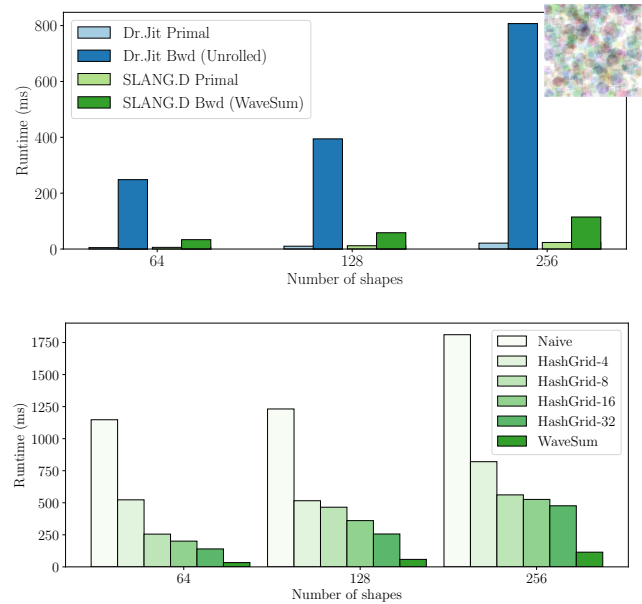 800
600
400
200
0
Runtime (ms)
Dr.Jit Primal
Dr.Jit Bwd (Unrolled)
SLANG.D Primal
SLANG.D Bwd (WaveSum)
64
128
256
Number of shapes
1750
1500
1250
1000
750
500
250
0
Runtime (ms)
Naive
HashGrid-4
HashGrid-8
HashGrid-16
HashGrid-32
WaveSum
64
128
256
Number of shapes